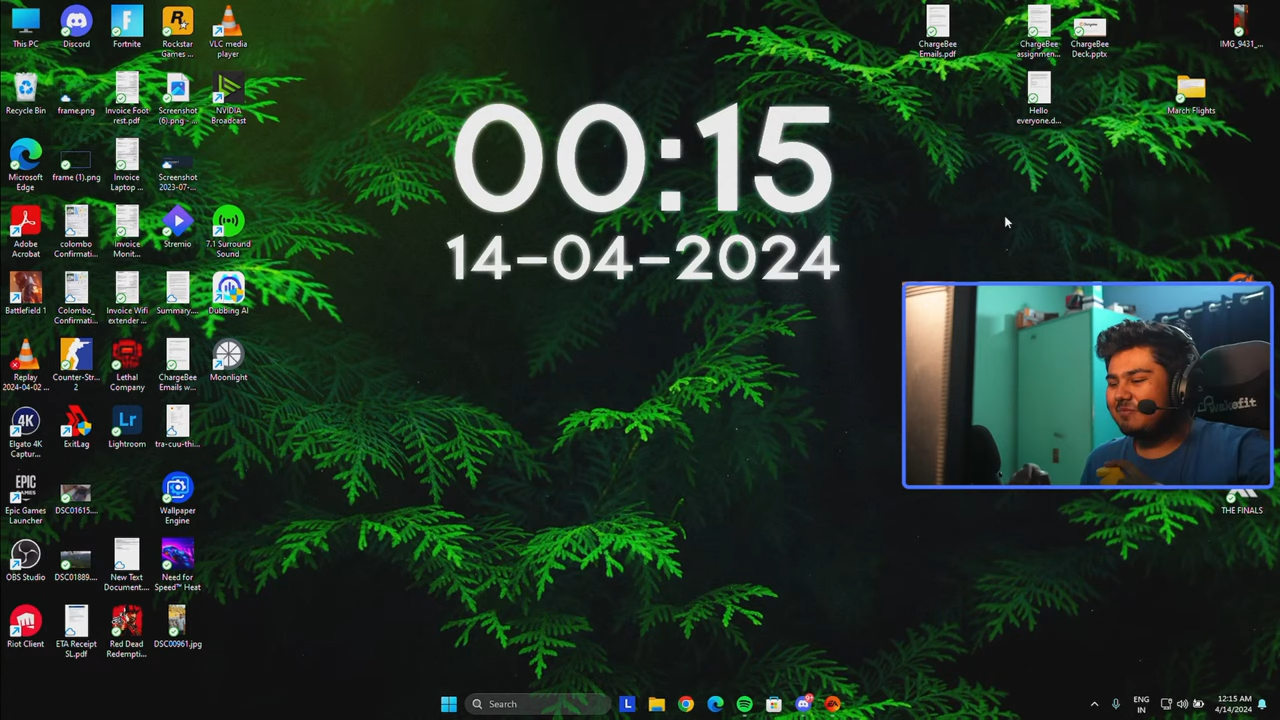 This PC
Discord
Fortnite
Rockstar
Games ...
VLC media
player
ChargeBee
Emails.pdf
ChargeBee
assignmen...
ChargeBee
Deck.pptx
IMG_9431_...
Recycle Bin
frame.png
Invoice Foot
rest.pdf
Screenshot
(6).png - ...
NVIDIA
Broadcast
Hello
everyone.d...
March Flights
00:15
14-04-2024
Microsoft
Edge
frame (1).png
Invoice
Laptop ...
Screenshot
2023-07-...
Adobe
Acrobat
colombo
Confirmati...
Invoice
Monit...
Stremio
7.1 Surround
Sound
Battlefield 1
Colombo_
Confirmati...
Invoice Wifi
extender ...
Summary....
Dubbing AI
Replay
2024-04-02 ...
Counter-Str...
2
Lethal
Company
ChargeBee
Emails w...
Moonlight
wakefit
4K
Lr
Elgato 4K
Captur...
ExitLag
Lightroom
tra-cuu-thi...
EPIC
GAMES
Epic Games
Launcher
DSC01615....
Wallpaper
Engine
THE FINALS
OBS Studio
DSC01889....
New Text
Document....
Need for
Speed™ Heat
Riot Client
ETA Receipt
SL.pdf
Red Dead
Redempti...
DSC00961.jpg
Search
L
EA
ENG
IN
12:15 AM
4/14/2024